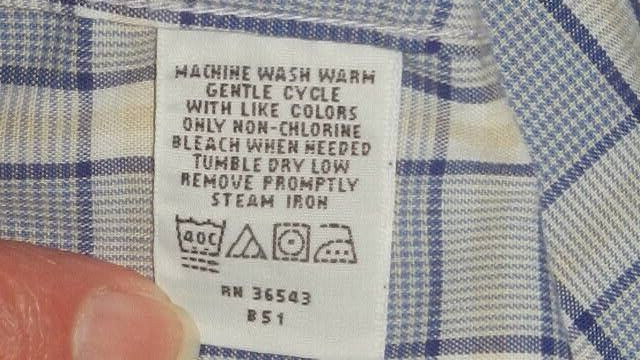 MACHINE WASH WARM
GENTLE CYCLE
WITH LIKE COLORS
ONLY NON-CHLORINE
BLEACH WHEN NEEDED
TUMBLE DRY LOW
REMOVE PROMPTLY
STEAM IRON
40C
RN 36543
B51